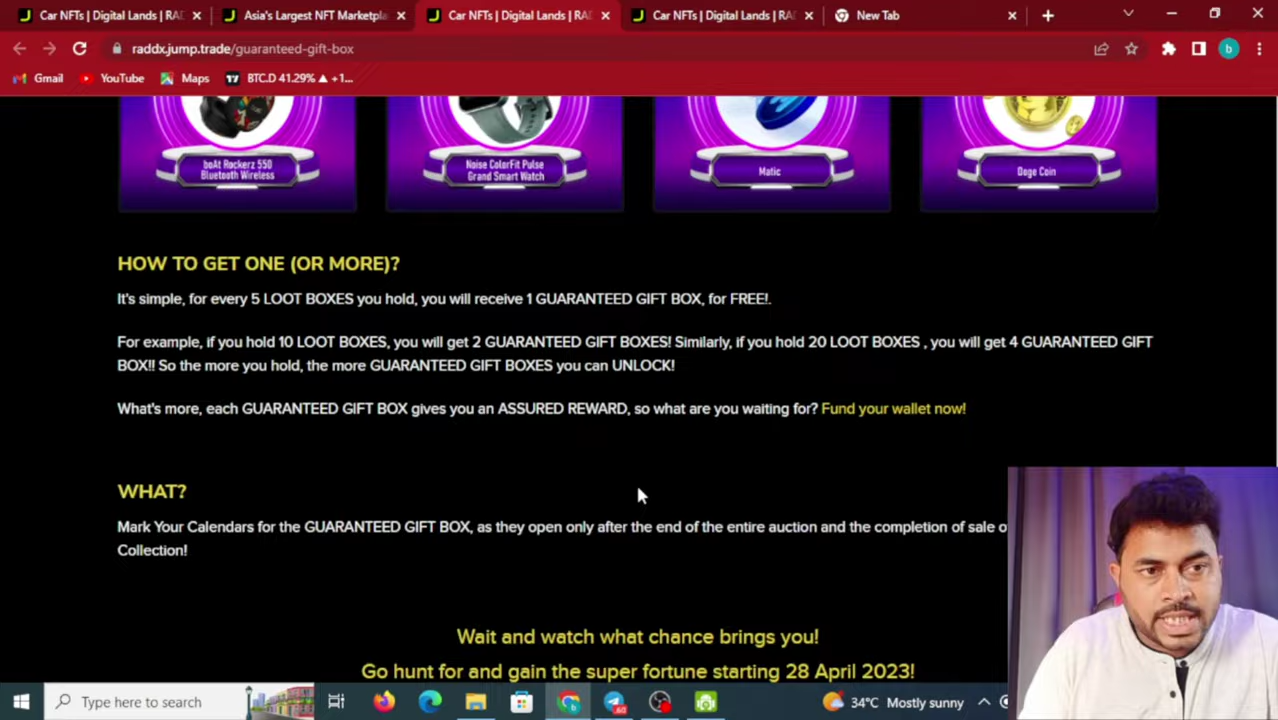 Car NFTs | Digital Lands | RAD
Asia's Largest NFT Marketpla
Car NFTs | Digital Lands | RAD
Car NFTs | Digital Lands | RAD
New Tab
raddx.jump.trade/guaranteed-gift-box
b
Gmail
YouTube
Maps
BTC.D 41.29% ▲ +1...
boAt Rockerz 550
Bluetooth Wireless
Noise ColorFit Pulse
Grand Smart Watch
Matic
Doge Coin
HOW TO GET ONE (OR MORE)?
It's simple, for every 5 LOOT BOXES you hold, you will receive 1 GUARANTEED GIFT BOX, for FREE!.
For example, if you hold 10 LOOT BOXES, you will get 2 GUARANTEED GIFT BOXES! Similarly, if you hold 20 LOOT BOXES , you will get 4 GUARANTEED GIFT
BOX!! So the more you hold, the more GUARANTEED GIFT BOXES you can UNLOCK!
What's more, each GUARANTEED GIFT BOX gives you an ASSURED REWARD, so what are you waiting for? Fund your wallet now!
WHAT?
Mark Your Calendars for the GUARANTEED GIFT BOX, as they open only after the end of the entire auction and the completion of sale o
Collection!
Wait and watch what chance brings you!
Go hunt for and gain the super fortune starting 28 April 2023!
Type here to search
34°C Mostly sunny